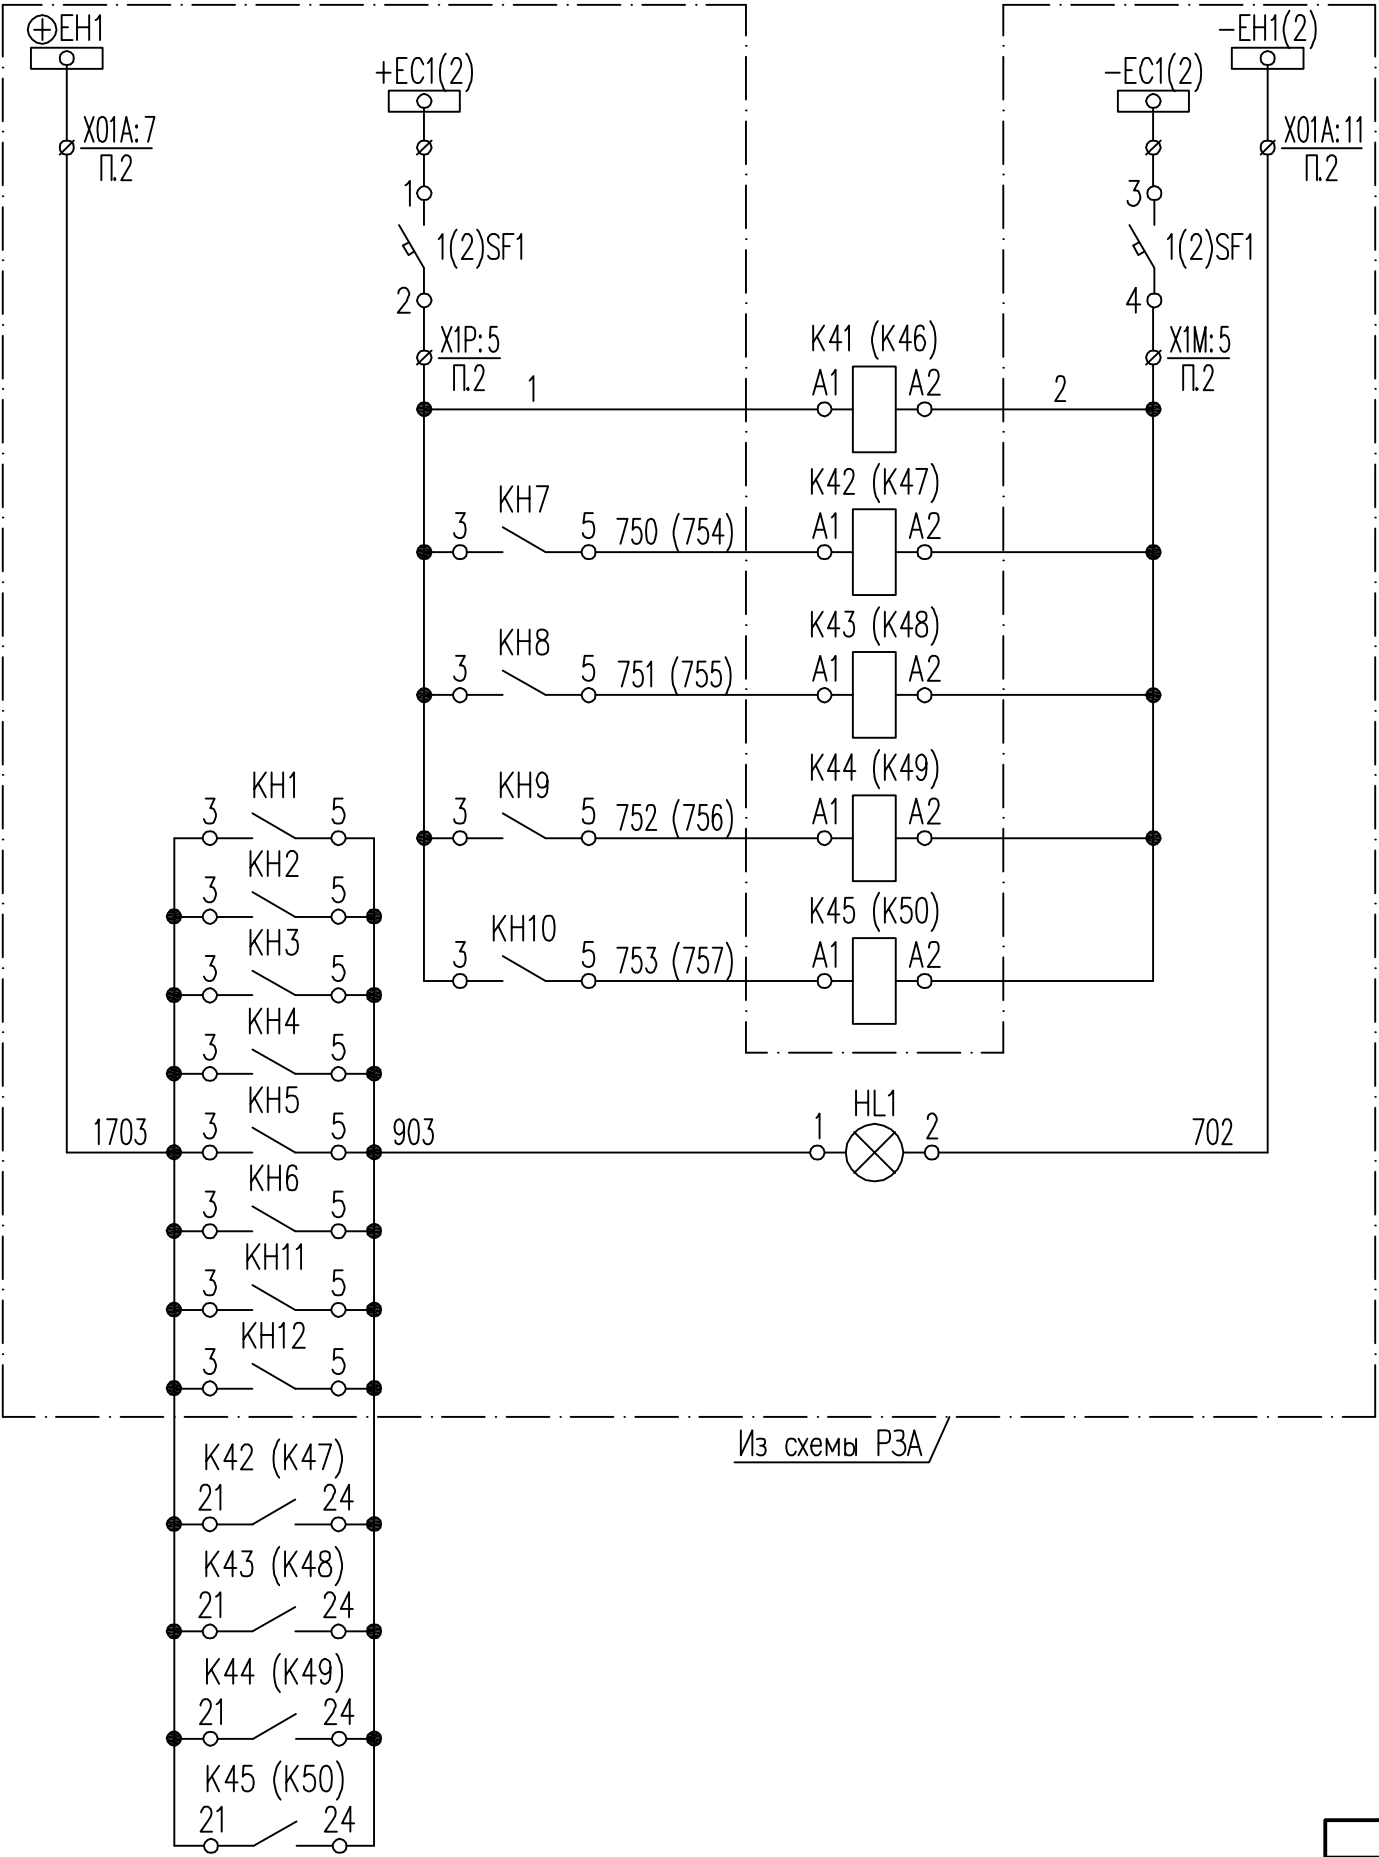 ⊕EH1
-EH1(2)
+EC1(2)
-EC1(2)
X01A:7
П.2
X01A:11
П.2
1
3
1(2)SF1
1(2)SF1
2
4
X1P:5
П.2
X1M:5
П.2
K41 (K46)
1
A1
A2
2
K42 (K47)
KH7
3
5
750 (754)
A1
A2
K43 (K48)
KH8
3
5
751 (755)
A1
A2
K44 (K49)
KH9
3
5
752 (756)
A1
A2
K45 (K50)
KH10
3
5
753 (757)
A1
A2
KH1
3
5
KH2
3
5
KH3
3
5
KH4
3
5
KH5
1703
3
5
903
HL1
1
2
702
KH6
3
5
KH11
3
5
KH12
3
5
Из схемы РЗА
K42 (K47)
21
24
K43 (K48)
21
24
K44 (K49)
21
24
K45 (K50)
21
24